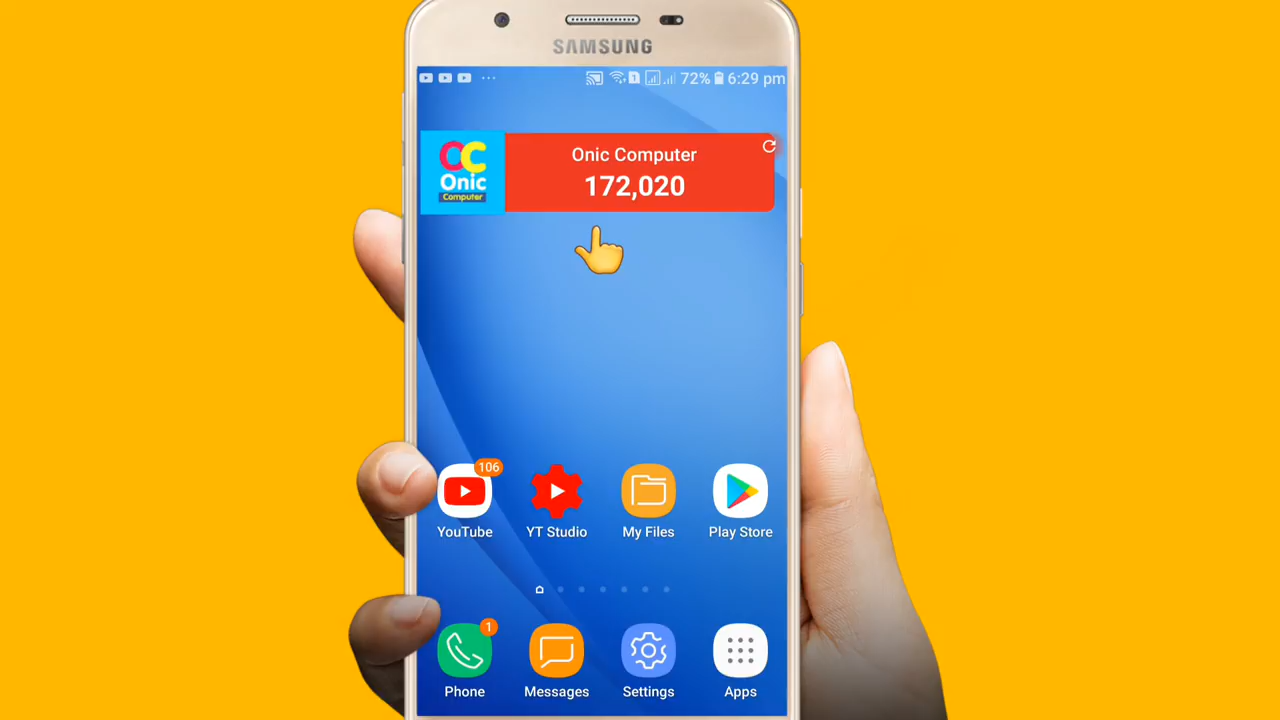 SAMSUNG
72% 6:29 pm
OC
Onic
Computer
Onic Computer
172,020
106
YouTube
YT Studio
My Files
Play Store
1
Phone
Messages
Settings
Apps